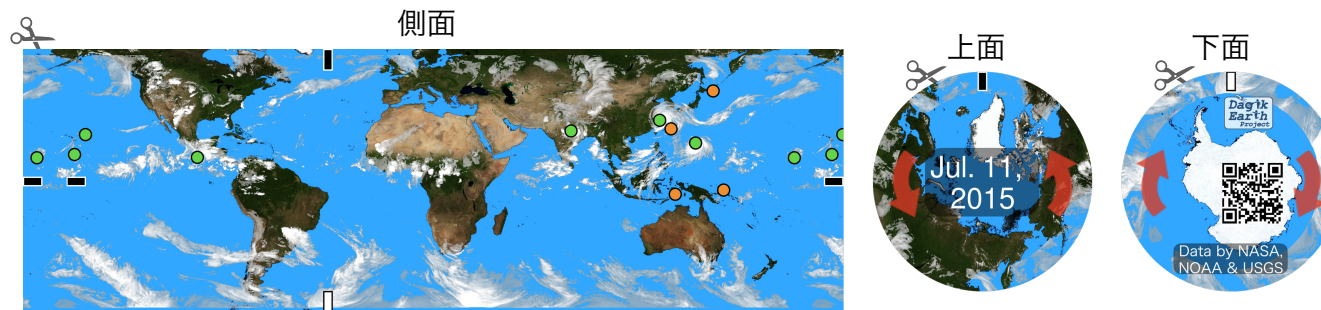 側面
上面
下面
Jul. 11,
2015
Dagik
Earth
Project
Data by NASA,
NOAA & USGS